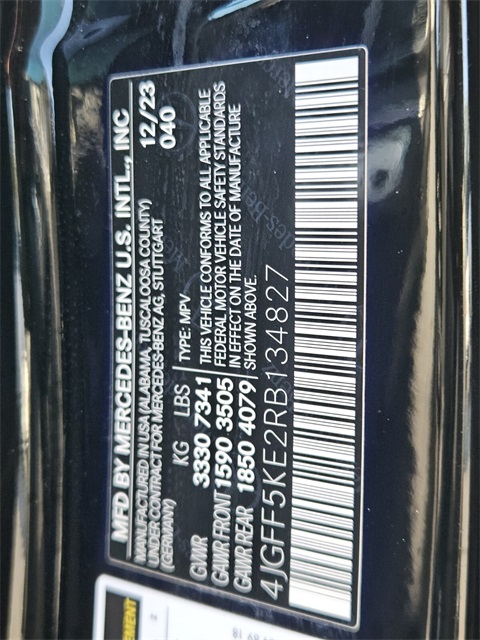 MFD BY MERCEDES-BENZ U.S. INTL., INC
MANUFACTURED IN USA (ALABAMA, TUSCALOOSA COUNTY)
UNDER CONTRACT FOR MERCEDES-BENZ AG, STUTTGART
(GERMANY)
12/23
040
KG LBS
GVWR 3330 7341
GAWR FRONT 1590 3505
GAWR REAR 1850 4079
TYPE: MPV
THIS VEHICLE CONFORMS TO ALL APPLICABLE
FEDERAL MOTOR VEHICLE SAFETY STANDARDS
IN EFFECT ON THE DATE OF MANUFACTURE
SHOWN ABOVE.
4JGFF5KE2RB134827